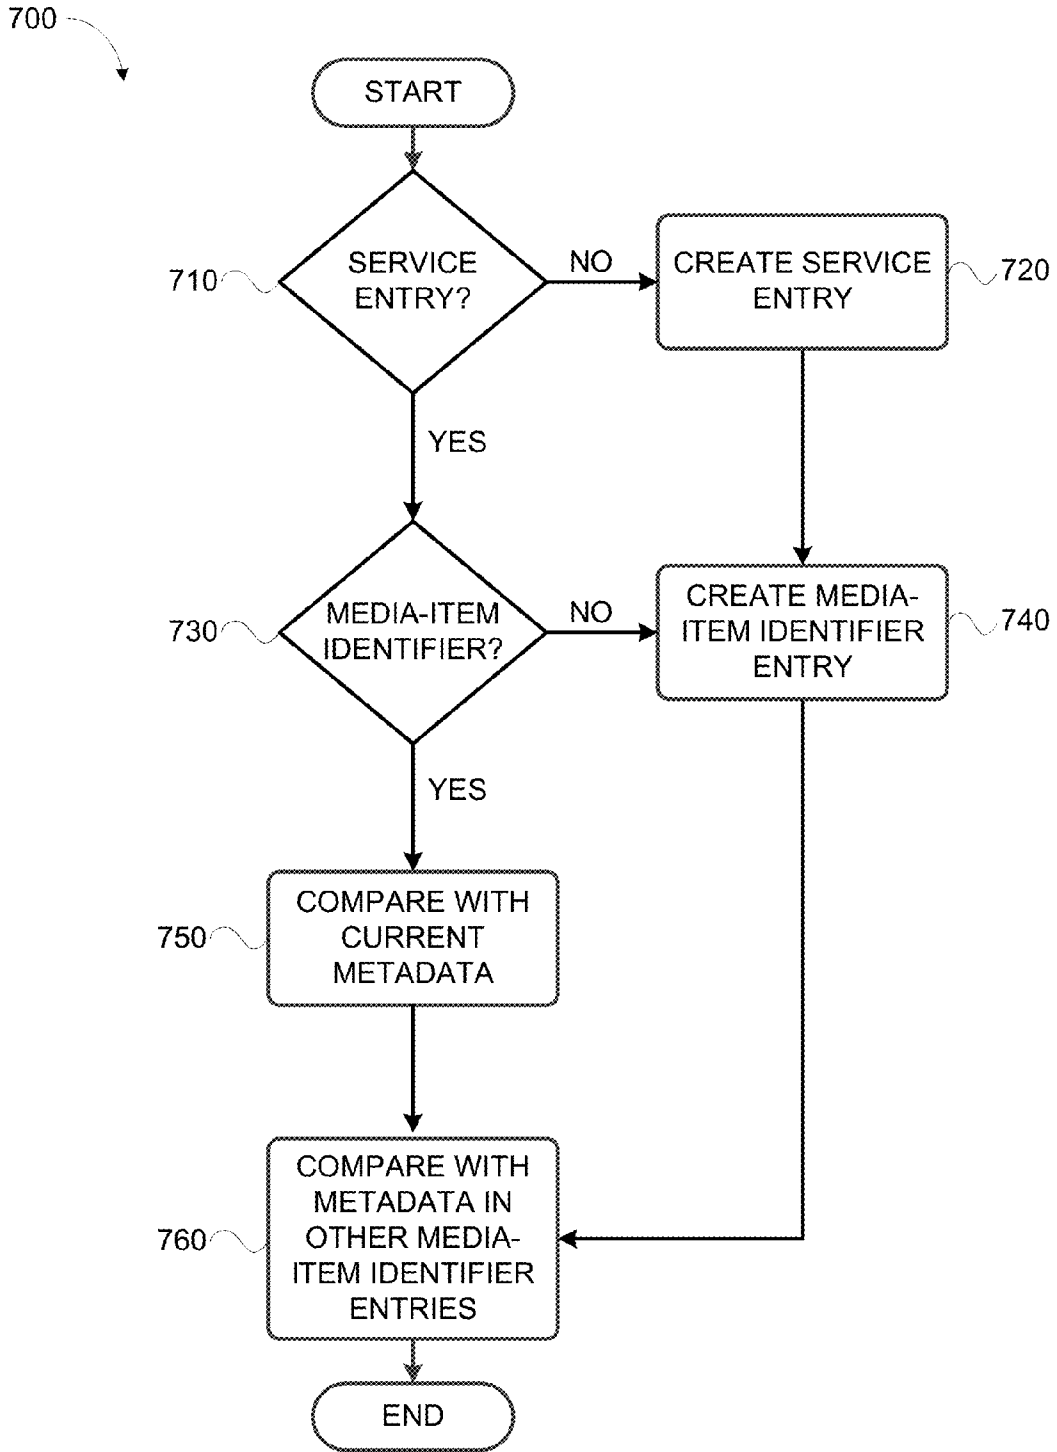 700
START
710
SERVICE
ENTRY?
NO
CREATE SERVICE
ENTRY
720
YES
730
MEDIA-ITEM
IDENTIFIER?
NO
CREATE MEDIA-
ITEM IDENTIFIER
ENTRY
740
YES
750
COMPARE WITH
CURRENT
METADATA
760
COMPARE WITH
METADATA IN
OTHER MEDIA-
ITEM IDENTIFIER
ENTRIES
END